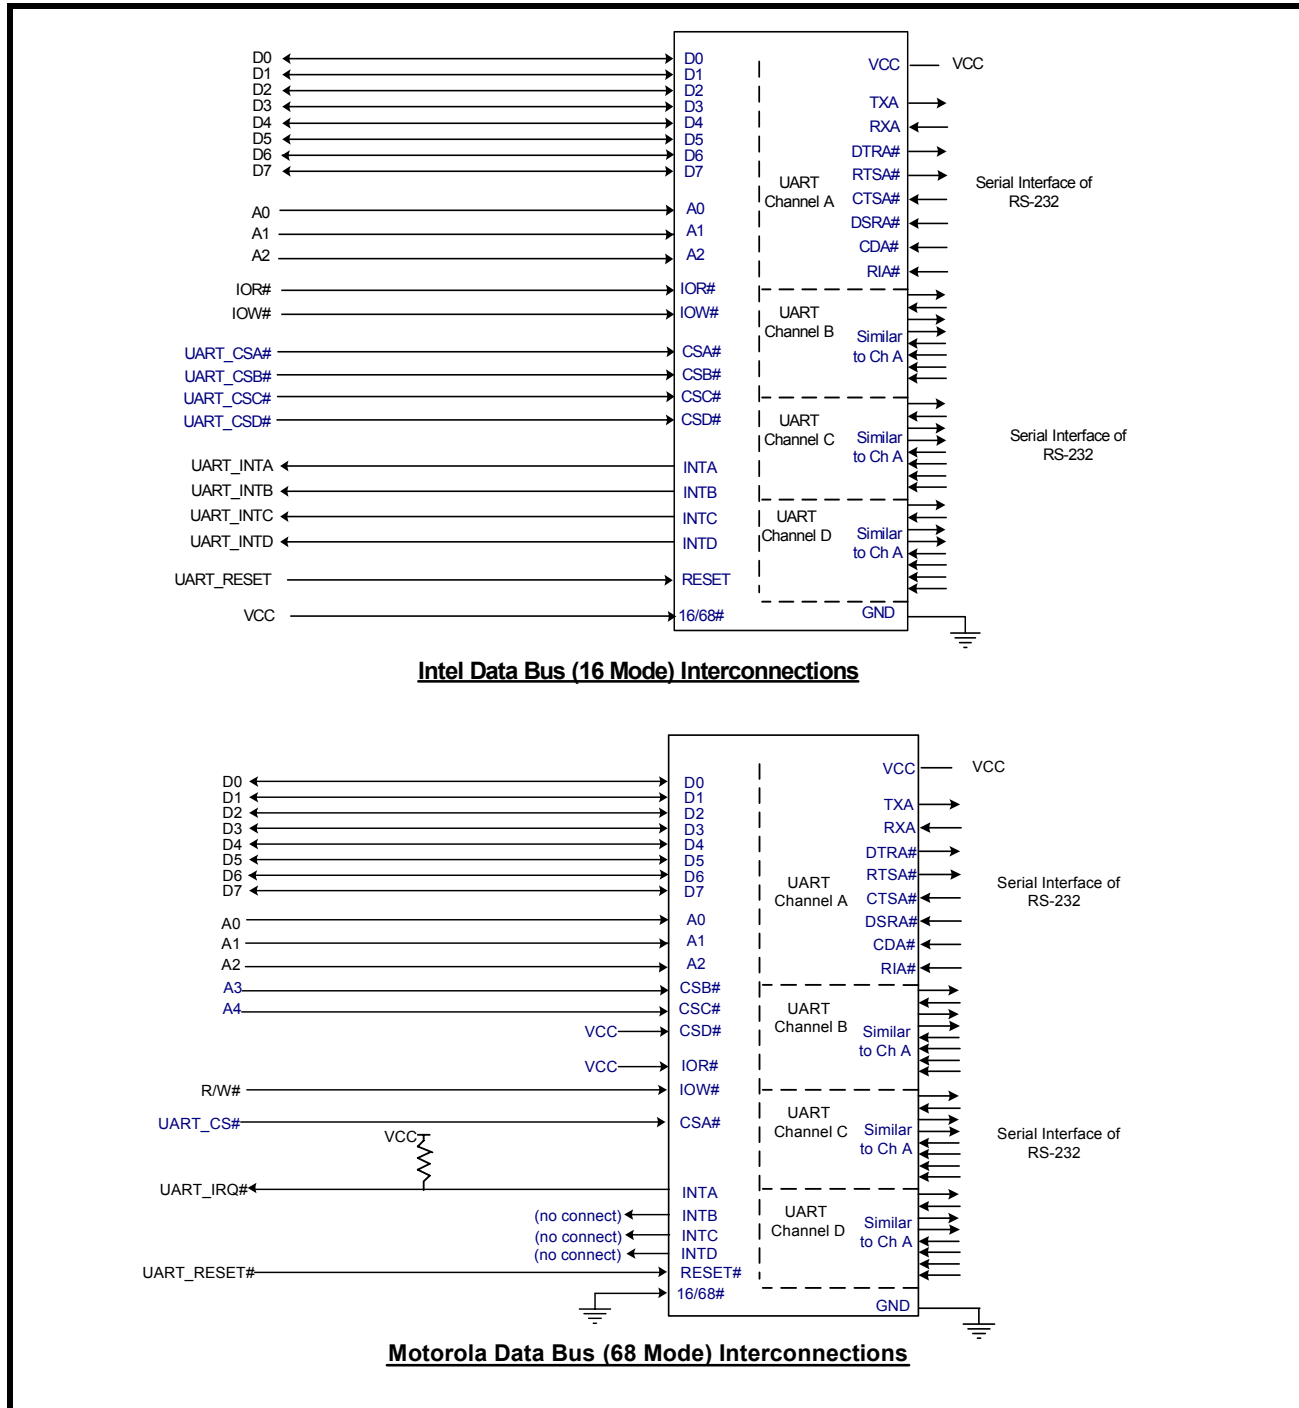 D0 D0 VCC VCC
D1 D1
D2 D2
D3 D3 TXA
D4 D4 RXA
D5 D5 DTRA#
D6 D6
D7 D7 RTSA#
UART
Channel A
Serial Interface of
RS-232
A0 A0 CTSA#
A1 A1 DSRA#
A2 A2 CDA#
RIA#
IOR# IOR#
IOW# IOW#
UART
Channel B
Similar
to Ch A
UART_CSA# CSA#
UART_CSB# CSB#
UART_CSC# CSC#
UART_CSD# CSD#
UART
Channel C
Similar
to Ch A
Serial Interface of
RS-232
UART_INTA INTA
UART_INTB INTB
UART_INTC INTC
UART_INTD INTD
UART
Channel D
Similar
to Ch A
UART_RESET RESET
VCC 16/68# GND
Intel Data Bus (16 Mode) Interconnections
D0 D0 VCC VCC
D1 D1
D2 D2 TXA
D3 D3 RXA
D4 D4 DTRA#
D5 D5
D6 D6 RTSA#
D7 D7 CTSA#
UART
Channel A
Serial Interface of
RS-232
A0 A0 DSRA#
A1 A1 CDA#
A2 A2 RIA#
A3 CSB#
A4 CSC#
VCC CSD#
UART
Channel B
Similar
to Ch A
VCC IOR#
R/W# IOW#
UART_CS# CSA#
VCC
UART
Channel C
Similar
to Ch A
Serial Interface of
RS-232
UART_IRQ# INTA
(no connect) INTB
(no connect) INTC
(no connect) INTD
UART
Channel D
Similar
to Ch A
UART_RESET# RESET#
16/68# GND
Motorola Data Bus (68 Mode) Interconnections